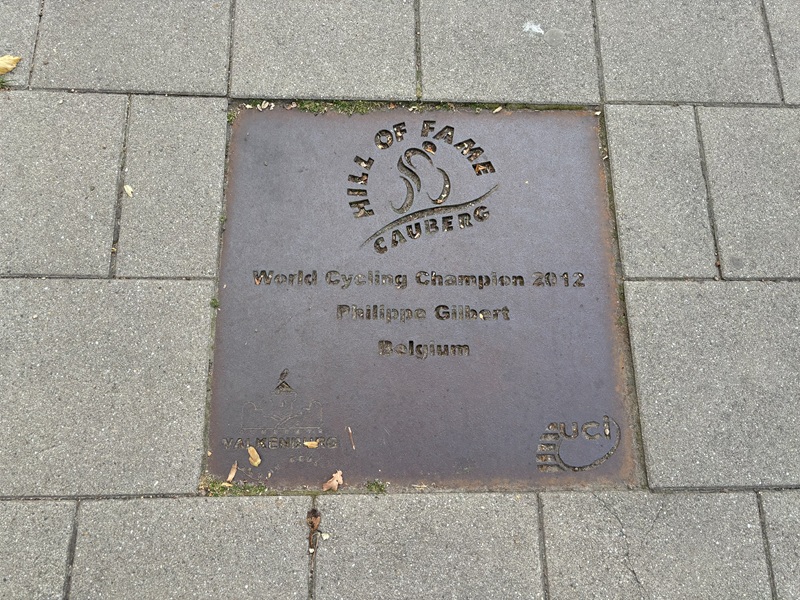 HILL OF FAME
CAUBERG
World Cycling Champion 2012
Philippe Gilbert
Belgium
VALKENBURG
UCI